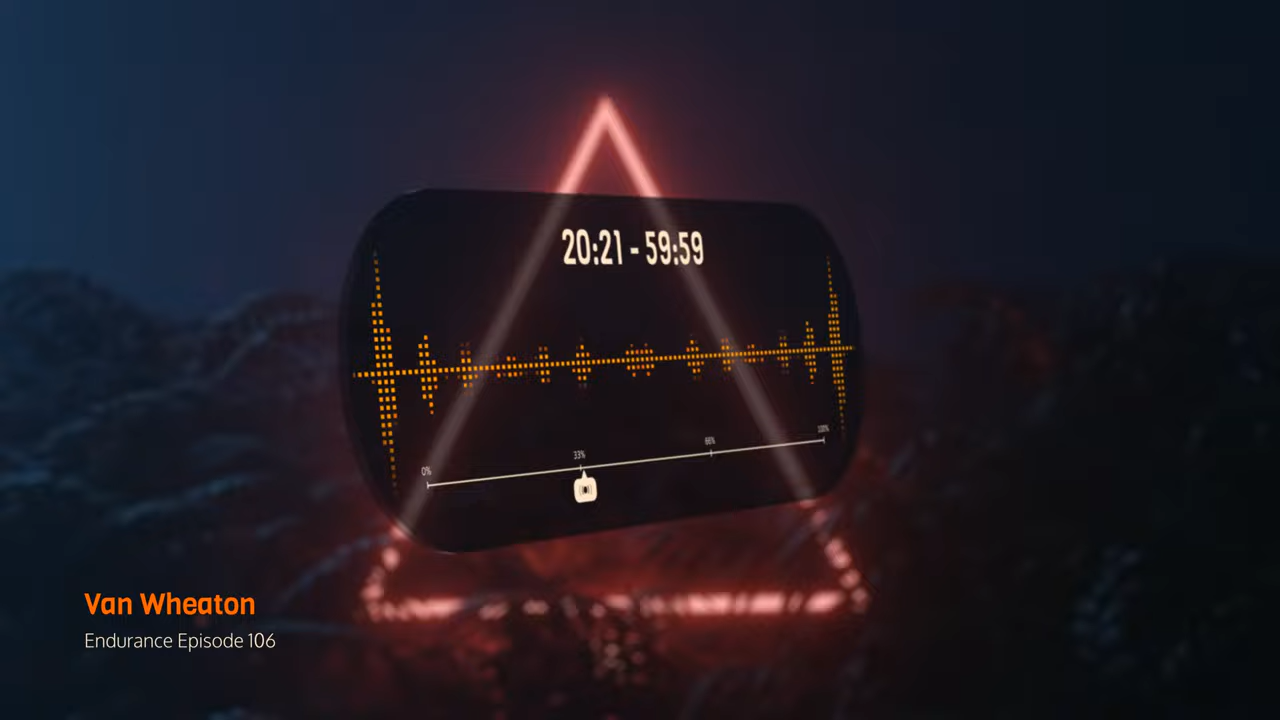 20:21 - 59:59
0%
33%
66%
100%
Van Wheaton
Endurance Episode 106